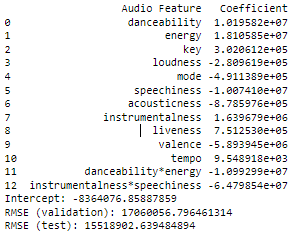 Audio Feature Coefficient
0 danceability 1.019582e+07
1 energy 1.810585e+07
2 key 3.020612e+05
3 loudness -2.809619e+05
4 mode -4.911389e+05
5 speechiness -1.007410e+07
6 acousticness -8.785976e+05
7 instrumentalness 1.639679e+06
8 liveness 7.512530e+05
9 valence -5.893945e+06
10 tempo 9.548918e+03
11 danceability*energy -1.099299e+07
12 instrumentalness*speechiness -6.479854e+07
Intercept: -8364076.85887859
RMSE (validation): 17060056.796461314
RMSE (test): 15518902.639484894